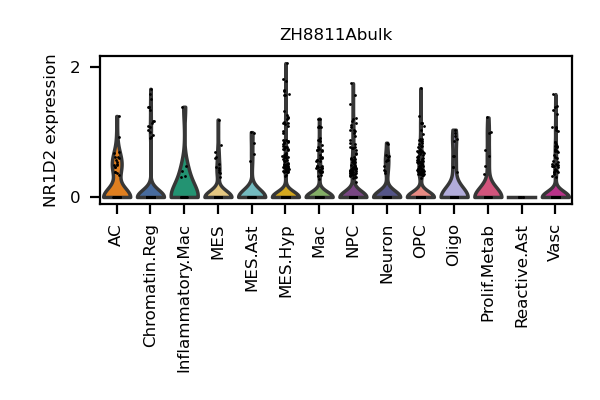 ZH8811Abulk
NR1D2 expression
2
0
AC
Chromatin.Reg
Inflammatory.Mac
MES
MES.Ast
MES.Hyp
Mac
NPC
Neuron
OPC
Oligo
Prolif.Metab
Reactive.Ast
Vasc